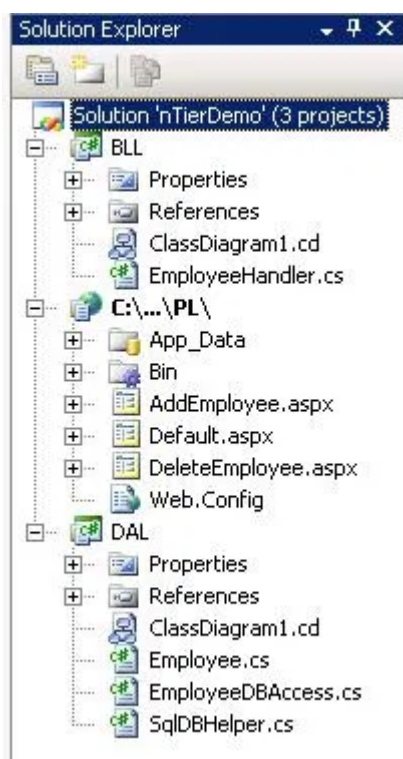 Solution Explorer
Solution 'nTierDemo' (3 projects)
BLL
Properties
References
ClassDiagram1.cd
EmployeeHandler.cs
C:\...\PL\
App_Data
Bin
AddEmployee.aspx
Default.aspx
DeleteEmployee.aspx
Web.Config
DAL
Properties
References
ClassDiagram1.cd
Employee.cs
EmployeeDBAccess.cs
SqlDBHelper.cs